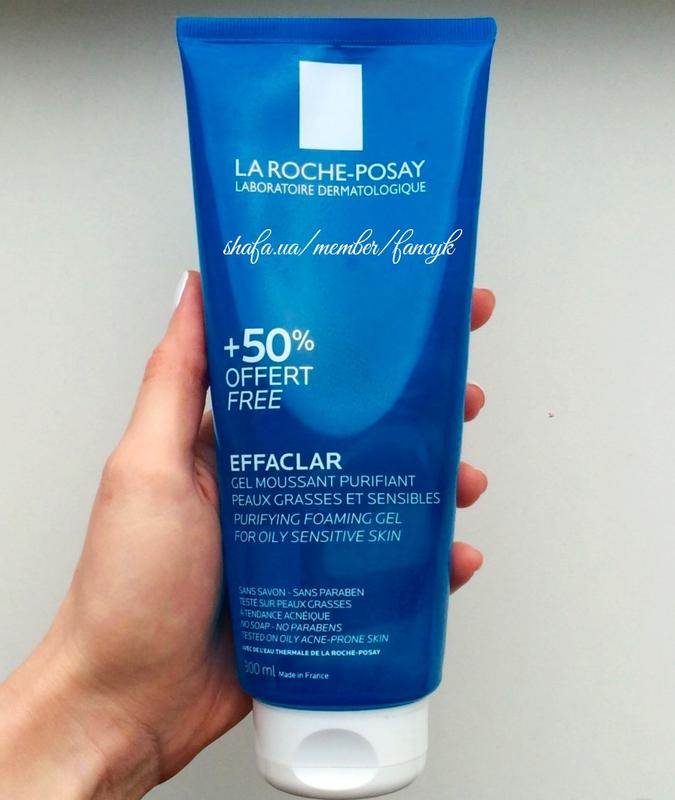 LA ROCHE-POSAY
LABORATOIRE DERMATOLOGIQUE
shafa.ua/member/fancyk
+50%
OFFERT
FREE
EFFACLAR
GEL MOUSSANT PURIFIANT
PEAUX GRASSES ET SENSIBLES
PURIFYING FOAMING GEL
FOR OILY SENSITIVE SKIN
SANS SAVON - SANS PARABEN
TESTÉ SUR PEAUX GRASSES
À TENDANCE ACNÉIQUE
NO SOAP - NO PARABENS
TESTED ON OILY ACNE-PRONE SKIN
AVEC DE L'EAU THERMALE DE LA ROCHE-POSAY
300 ml Made in France